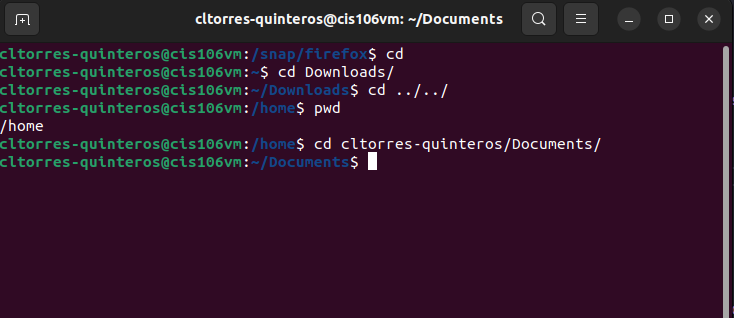 cltorres-quinteros@cis106vm: ~/Documents
cltorres-quinteros@cis106vm:/snap/firefox$ cd
cltorres-quinteros@cis106vm:~$ cd Downloads/
cltorres-quinteros@cis106vm:~/Downloads$ cd ../../
cltorres-quinteros@cis106vm:/home$ pwd
/home
cltorres-quinteros@cis106vm:/home$ cd cltorres-quinteros/Documents/
cltorres-quinteros@cis106vm:~/Documents$